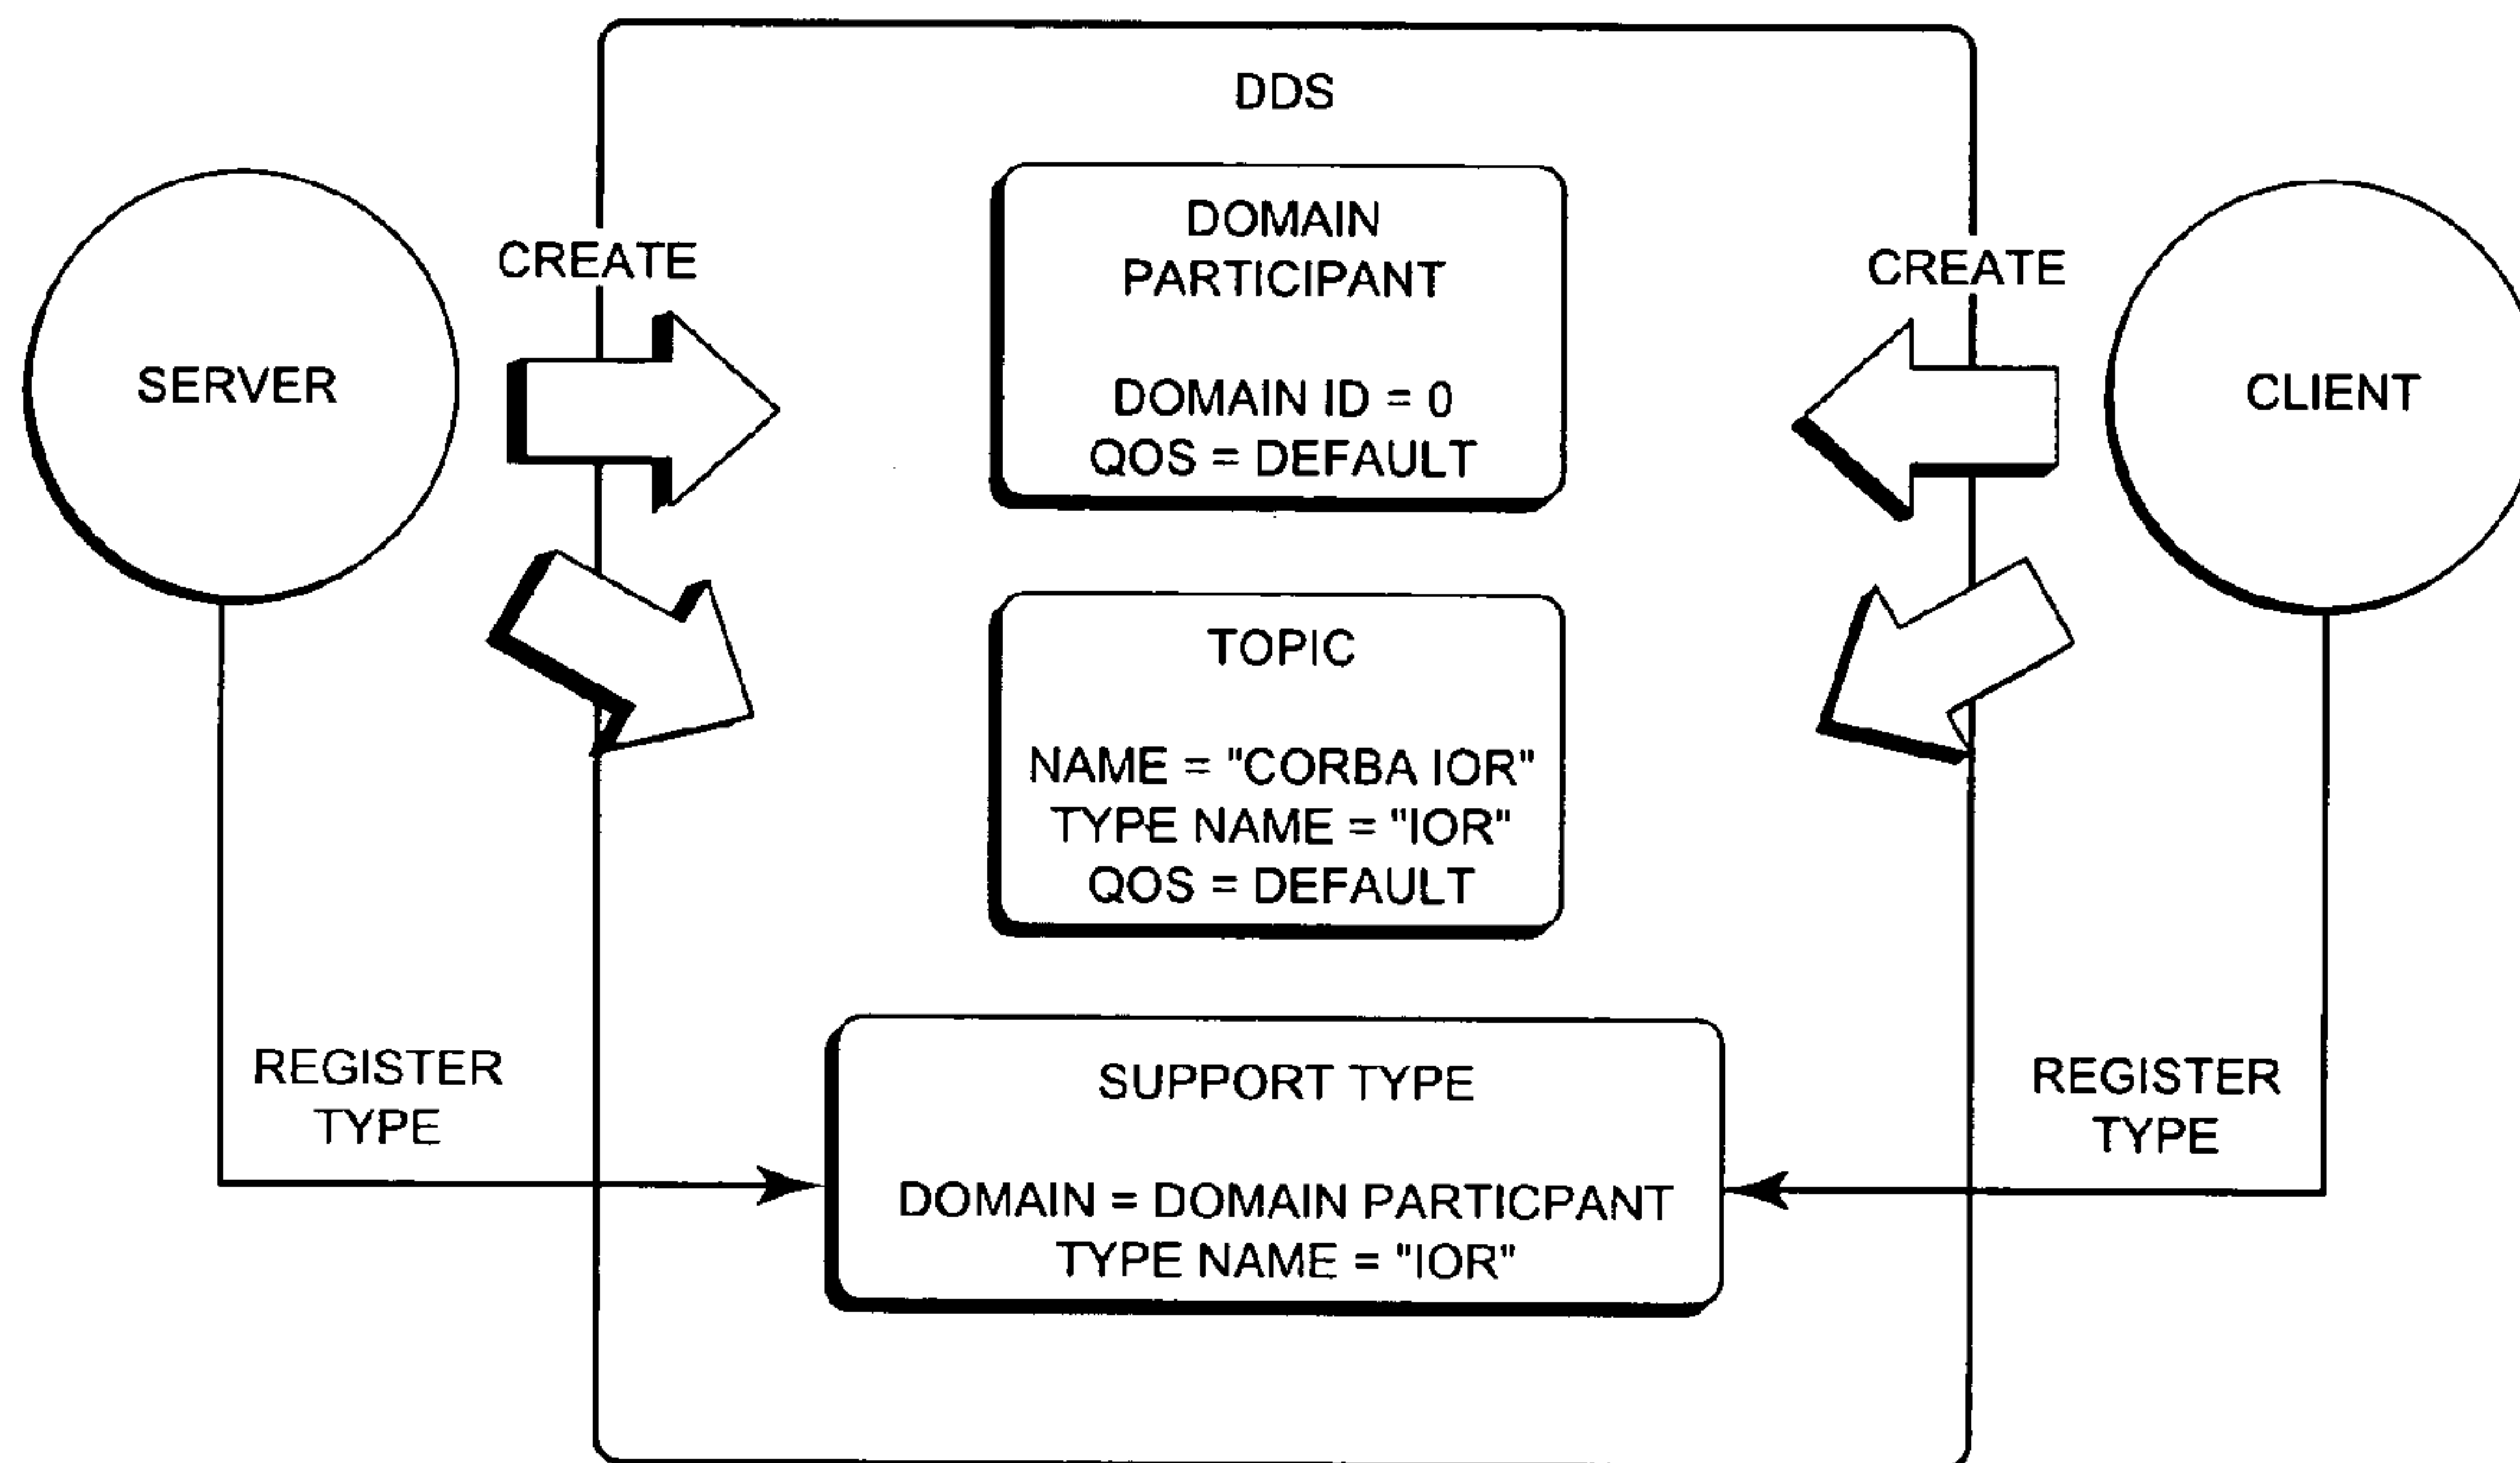 DDS
DOMAIN
PARTICIPANT
DOMAIN ID = 0
QOS = DEFAULT
CREATE
CREATE
SERVER
CLIENT
TOPIC
NAME = "CORBA IOR"
TYPE NAME = "IOR"
QOS = DEFAULT
REGISTER
TYPE
REGISTER
TYPE
SUPPORT TYPE
DOMAIN = DOMAIN PARTICPANT
TYPE NAME = "IOR"